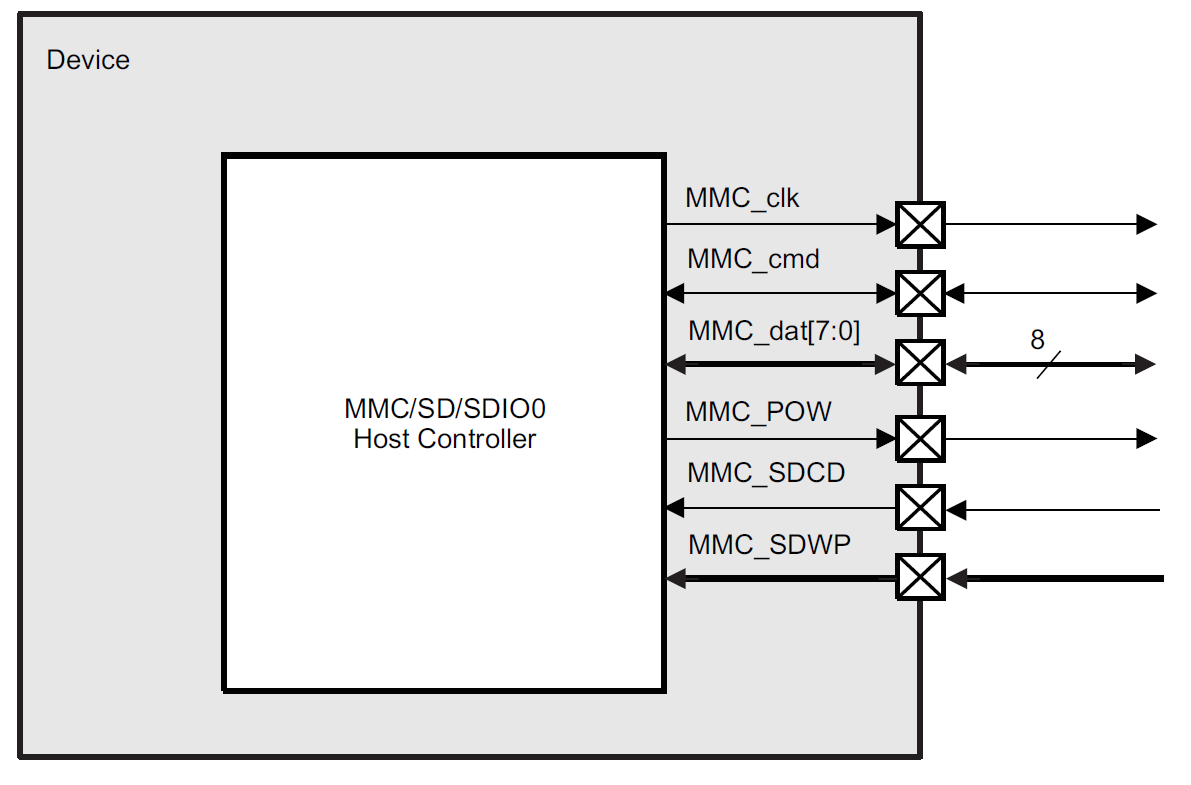 Device
MMC_clk
MMC_cmd
MMC_dat[7:0]
8
MMC/SD/SDIO0
Host Controller
MMC_POW
MMC_SDCD
MMC_SDWP